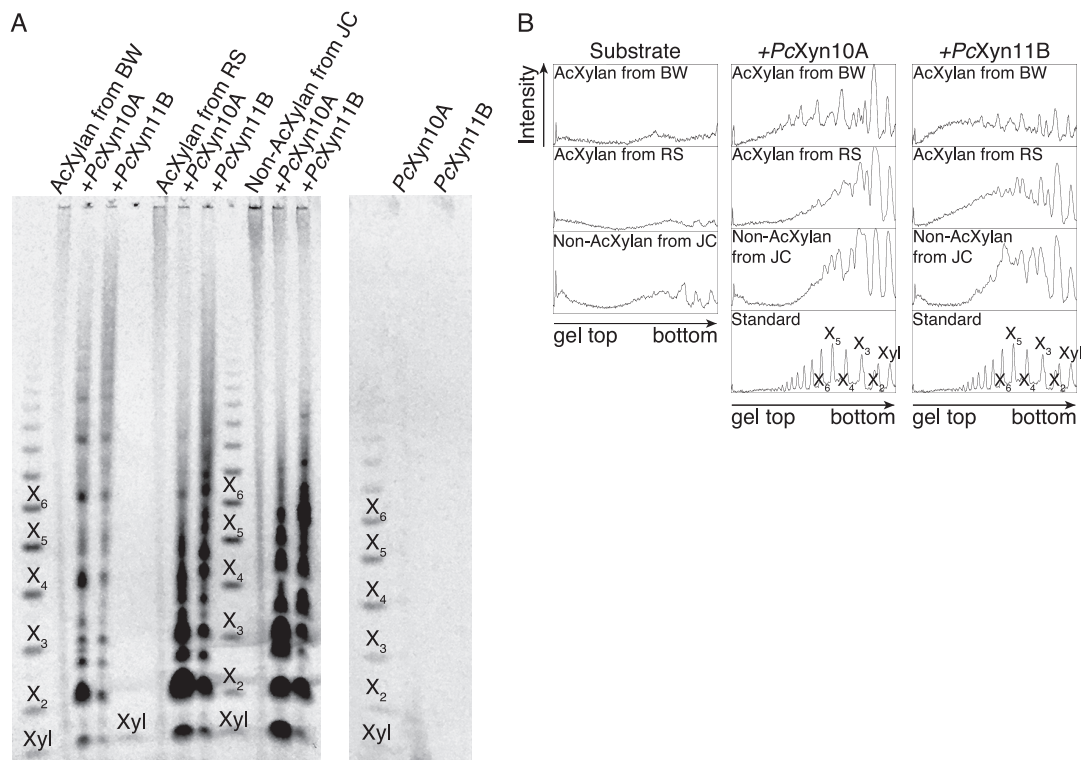 A
AcXylan from BW
+PcXyn10A
+PcXyn11B
AcXylan from RS
+PcXyn10A
+PcXyn11B
Non-AcXylan from JC
+PcXyn10A
+PcXyn11B
PcXyn10A
PcXyn11B
X6
X5
X4
X3
X2
Xyl
Xyl
X6
X5
X4
X3
X2
Xyl
X6
X5
X4
X3
X2
Xyl
B
Substrate
+PcXyn10A
+PcXyn11B
Intensity
AcXylan from BW
AcXylan from BW
AcXylan from BW
AcXylan from RS
AcXylan from RS
AcXylan from RS
Non-AcXylan from JC
Non-AcXylan
from JC
Non-AcXylan
from JC
gel top bottom
Standard
X5
X3 Xyl
X6 X4 X2
Standard
X5
X3 Xyl
X6 X4 X2
gel top bottom
gel top bottom